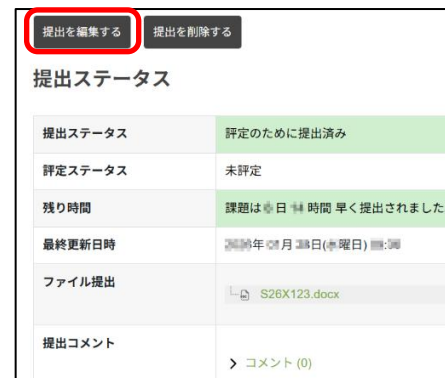 提出を編集する 提出を削除する
提出ステータス
提出ステータス 評定のために提出済み
評定ステータス 未評定
残り時間 課題は 日 時間 早く提出されました
最終更新日時 年 月 日( 曜日)
ファイル提出 S26X123.docx
提出コメント コメント (0)